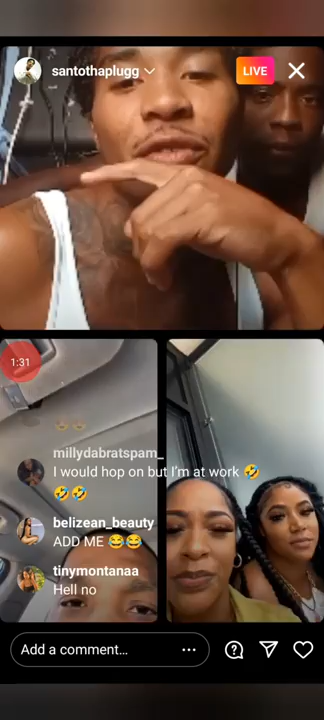 santothaplugg
LIVE
1:31
millydabratspam_
I would hop on but I'm at work 🤣
🤣🤣
belizean_beauty
ADD ME 😂😂
tinymontanaa
Hell no
Add a comment...